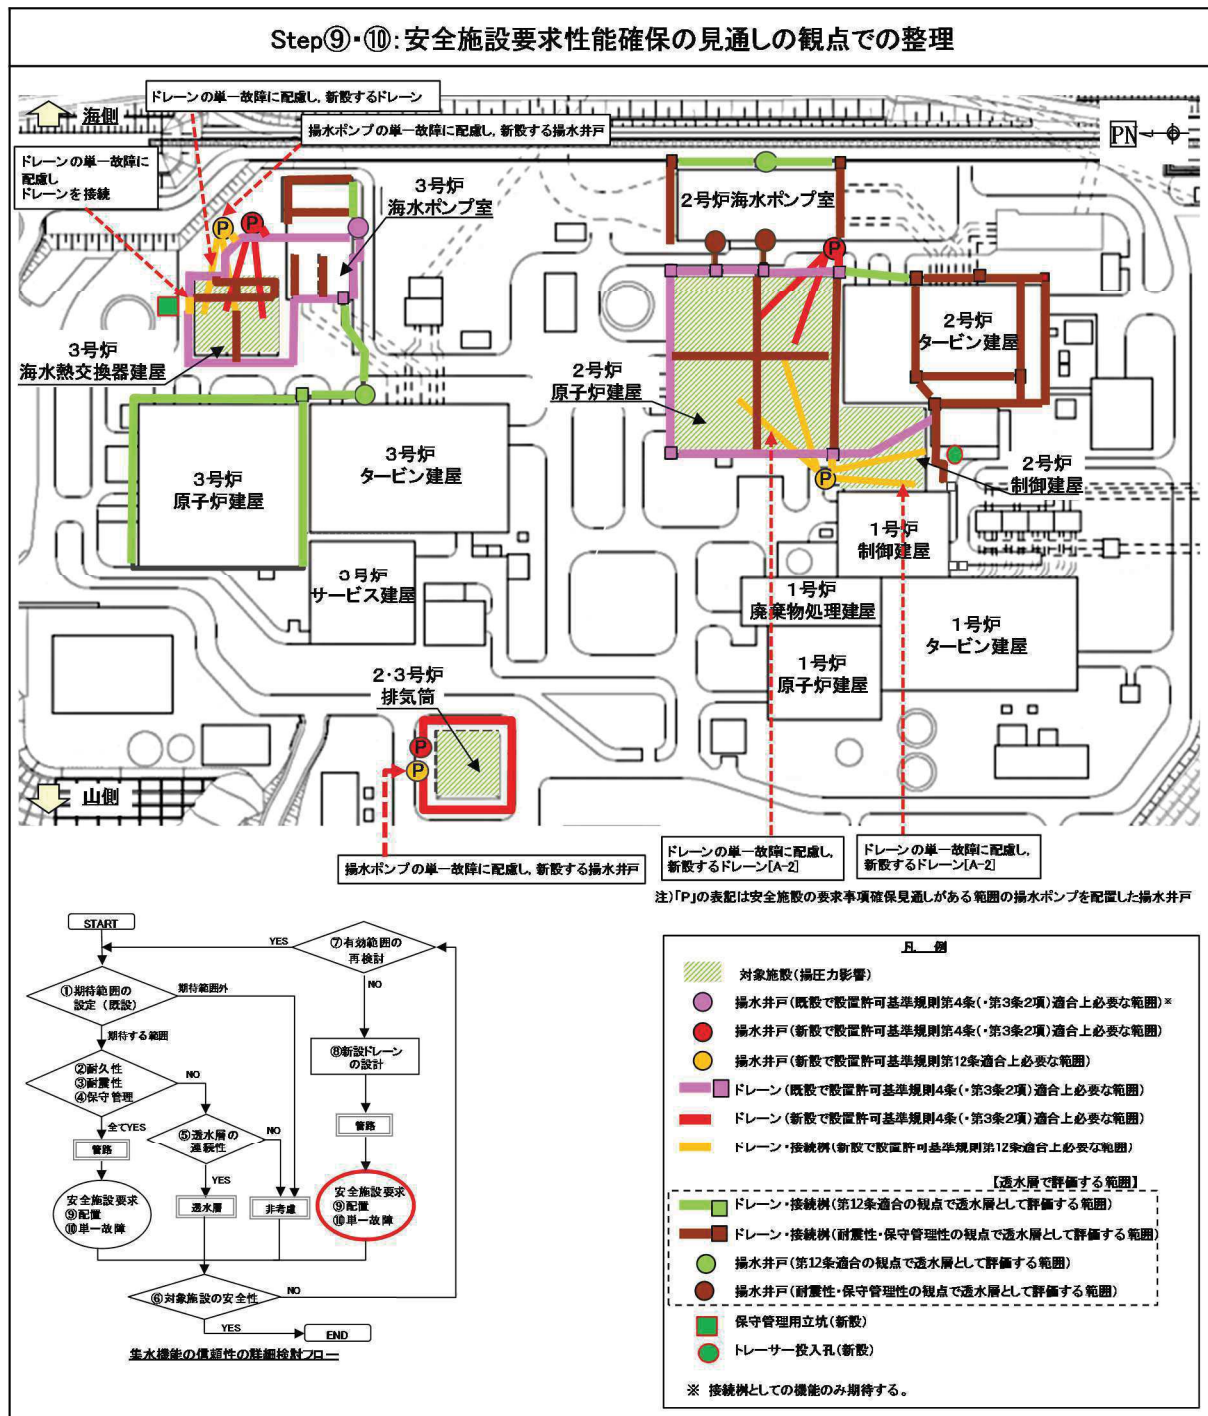 Step⑨・⑩:安全施設要求性能確保の見通しの観点での整理
ドレーンの単一故障に配慮し, 新設するドレーン
海側
揚水ポンプの単一故障に配慮し, 新設する揚水井戸
PN
ドレーンの単一故障に
配慮し
ドレーンを接続
3号炉
海水ポンプ室
2号炉海水ポンプ室
P
P
P
3号炉
海水熱交換器建屋
2号炉
タービン建屋
2号炉
原子炉建屋
3号炉
原子炉建屋
3号炉
タービン建屋
P
2号炉
制御建屋
1号炉
制御建屋
3号炉
サービス建屋
1号炉
廃棄物処理建屋
1号炉
タービン建屋
1号炉
原子炉建屋
2・3号炉
排気筒
P
P
山側
揚水ポンプの単一故障に配慮し, 新設する揚水井戸
ドレーンの単一故障に配慮し,
新設するドレーン[A-2]
ドレーンの単一故障に配慮し,
新設するドレーン[A-2]
注)「P」の表記は安全施設の要求事項確保見通しがある範囲の揚水ポンプを配置した揚水井戸
START
YES
⑦有効範囲の
再検討
NO
①期待範囲の
設定（既設）
期待範囲外
期待する範囲
⑧新設ドレーン
の設計
②耐久性
③耐震性
④保守管理
NO
全てYES
管路
⑤透水層の
連続性
NO
管路
YES
安全施設要求
⑨配置
⑩単一故障
透水層
非考慮
安全施設要求
⑨配置
⑩単一故障
⑥対象施設の安全性
NO
YES
END
集水機能の信頼性の詳細検討フロー
凡 例
対象施設(揚圧力影響)
揚水井戸(既設で設置許可基準規則第4条(・第3条2項)適合上必要な範囲)※
揚水井戸(新設で設置許可基準規則第4条(・第3条2項)適合上必要な範囲)
揚水井戸(新設で設置許可基準規則第12条適合上必要な範囲)
ドレーン(既設で設置許可基準規則4条(・第3条2項)適合上必要な範囲)
ドレーン(新設で設置許可基準規則4条(・第3条2項)適合上必要な範囲)
ドレーン・接続桝(新設で設置許可基準規則第12条適合上必要な範囲)
【透水層で評価する範囲】
ドレーン・接続桝(第12条適合の観点で透水層として評価する範囲)
ドレーン・接続桝(耐震性・保守管理性の観点で透水層として評価する範囲)
揚水井戸(第12条適合の観点で透水層として評価する範囲)
揚水井戸(耐震性・保守管理性の観点で透水層として評価する範囲)
保守管理用立坑(新設)
トレーサー投入孔(新設)
※ 接続桝としての機能のみ期待する。